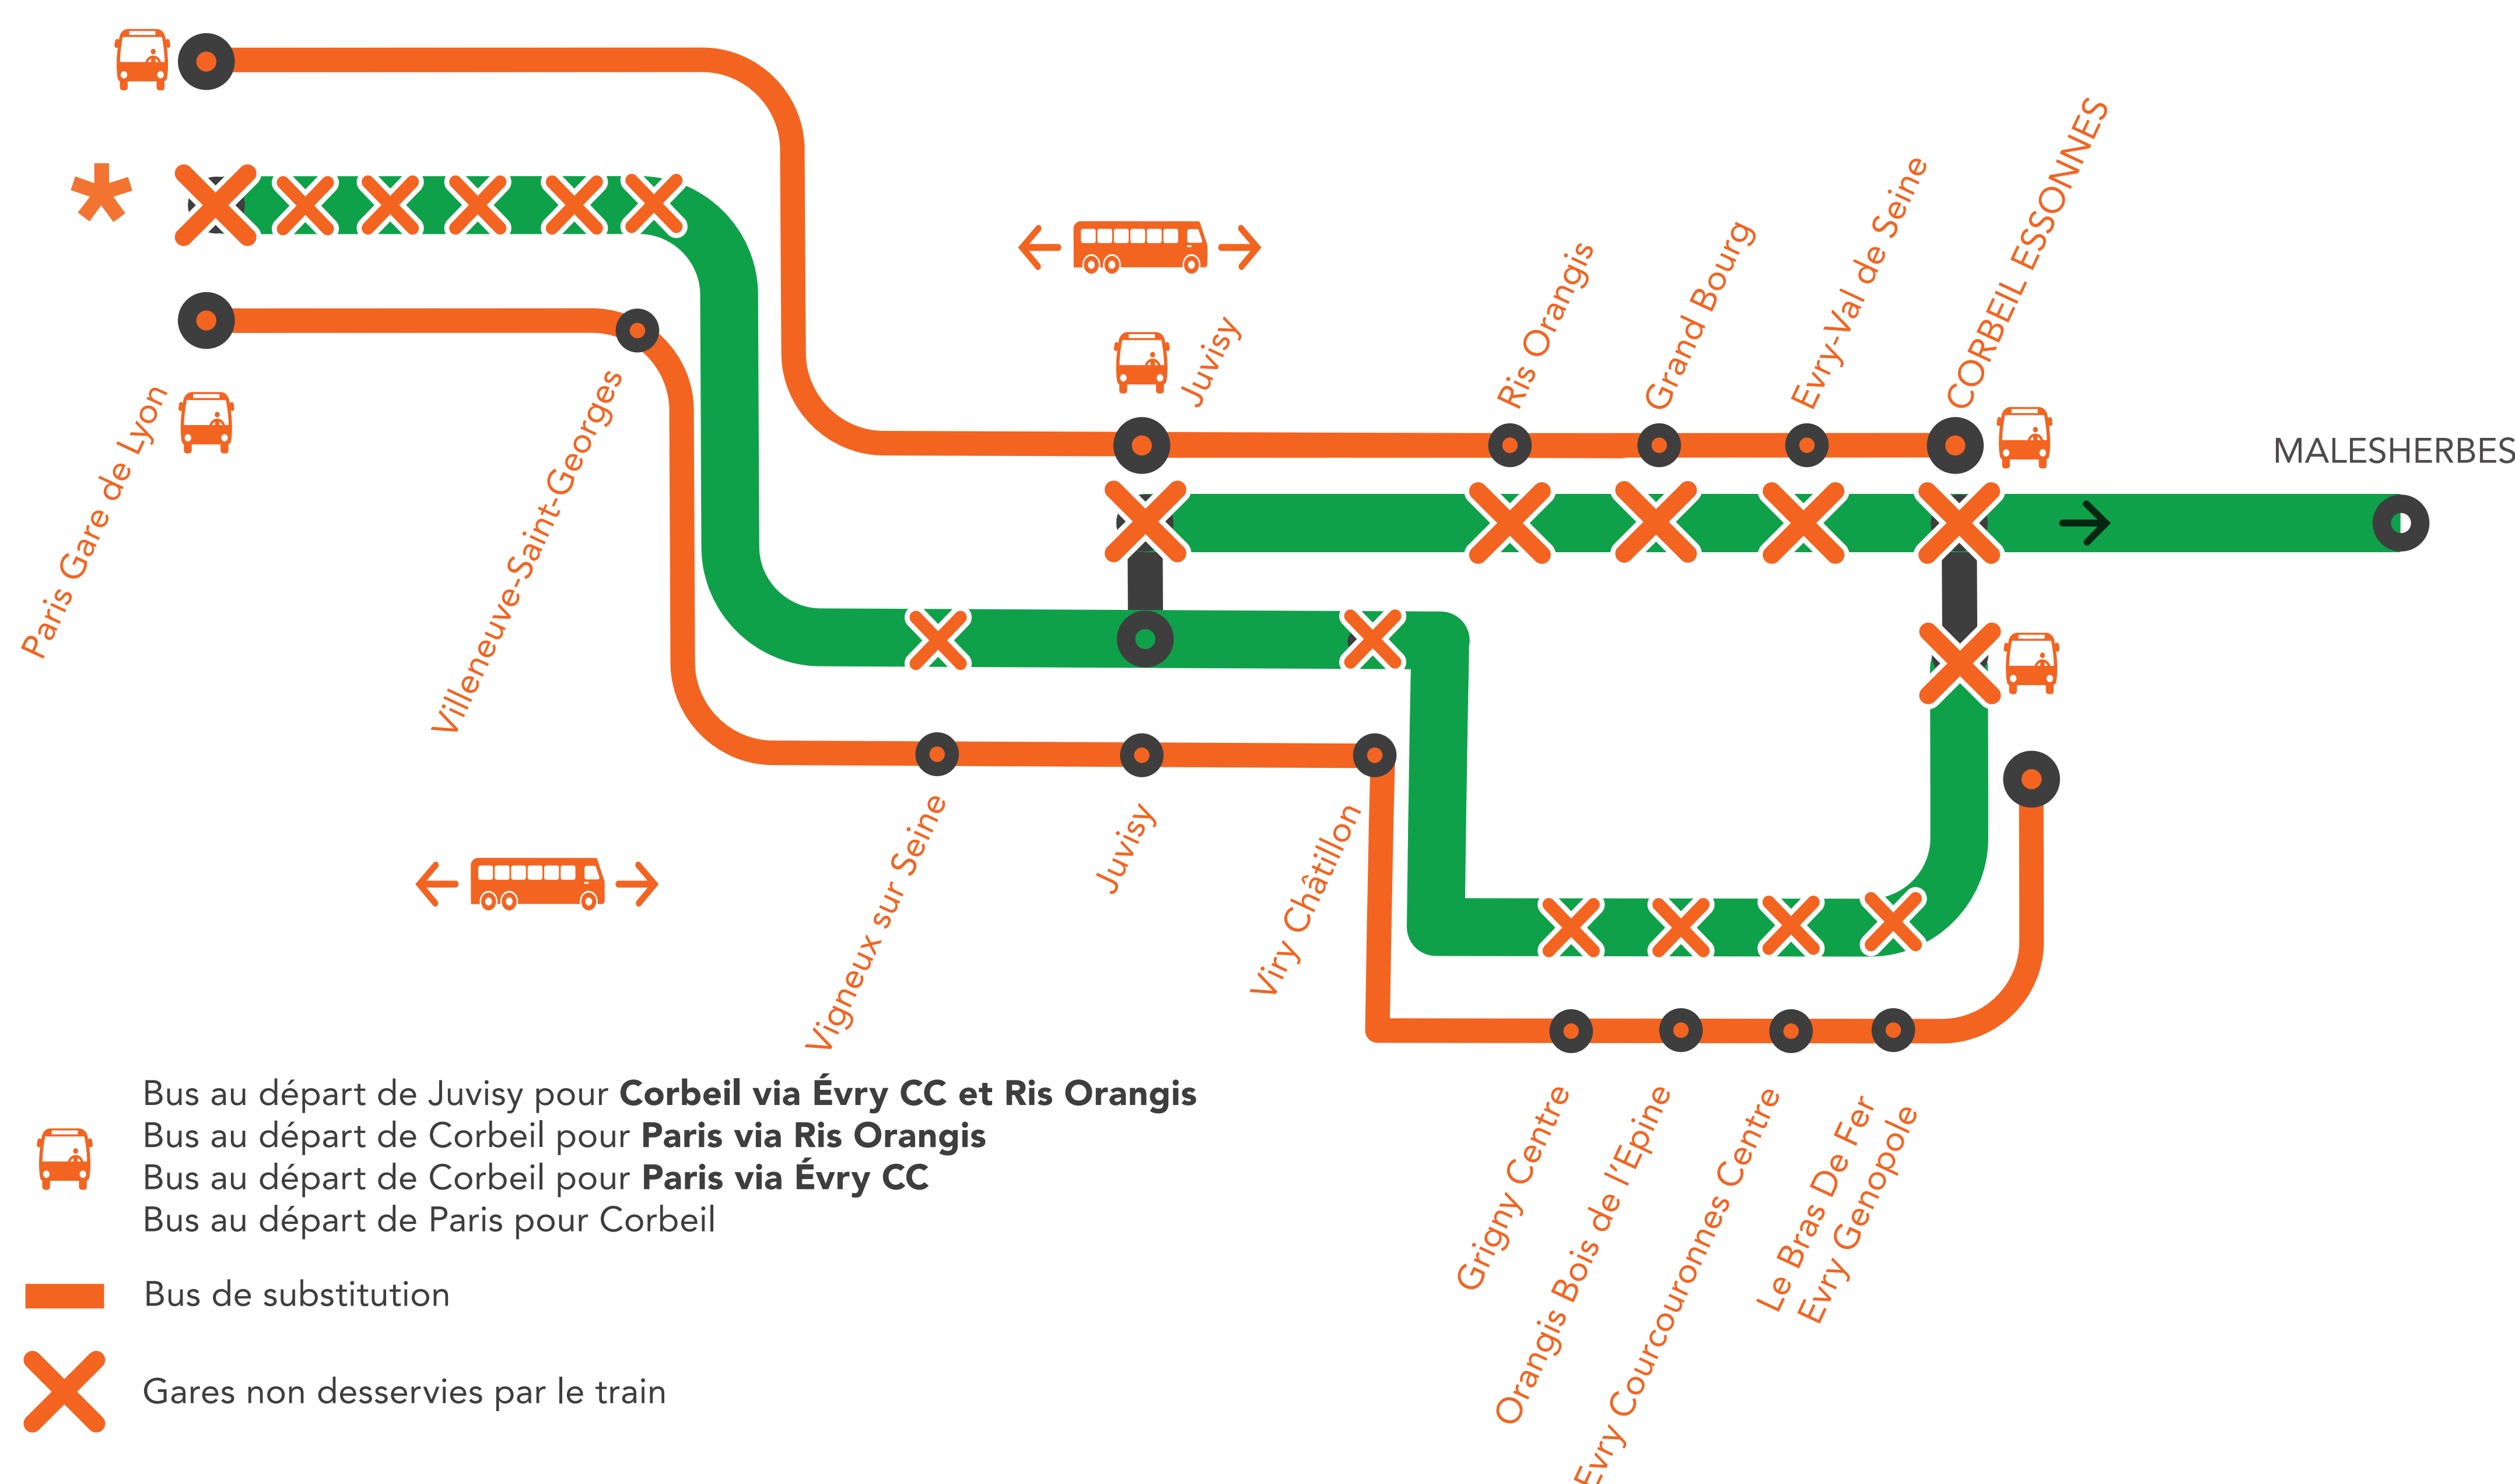 Paris Gare de Lyon
Villeneuve-Saint-Georges
Juvisy
Ris Orangis
Grand Bourg
Evry-Val de Seine
CORBEIL ESSONNES
MALESHERBES
Vigneux sur Seine
Juvisy
Viry Châtillon
Grigny Centre
Orangis Bois de l'Epine
Evry Courcouronnes Centre
Le Bras De Fer
Evry Genopole
*
Bus au départ de Juvisy pour Corbeil via Évry CC et Ris Orangis
Bus au départ de Corbeil pour Paris via Ris Orangis
Bus au départ de Corbeil pour Paris via Évry CC
Bus au départ de Paris pour Corbeil
Bus de substitution
Gares non desservies par le train